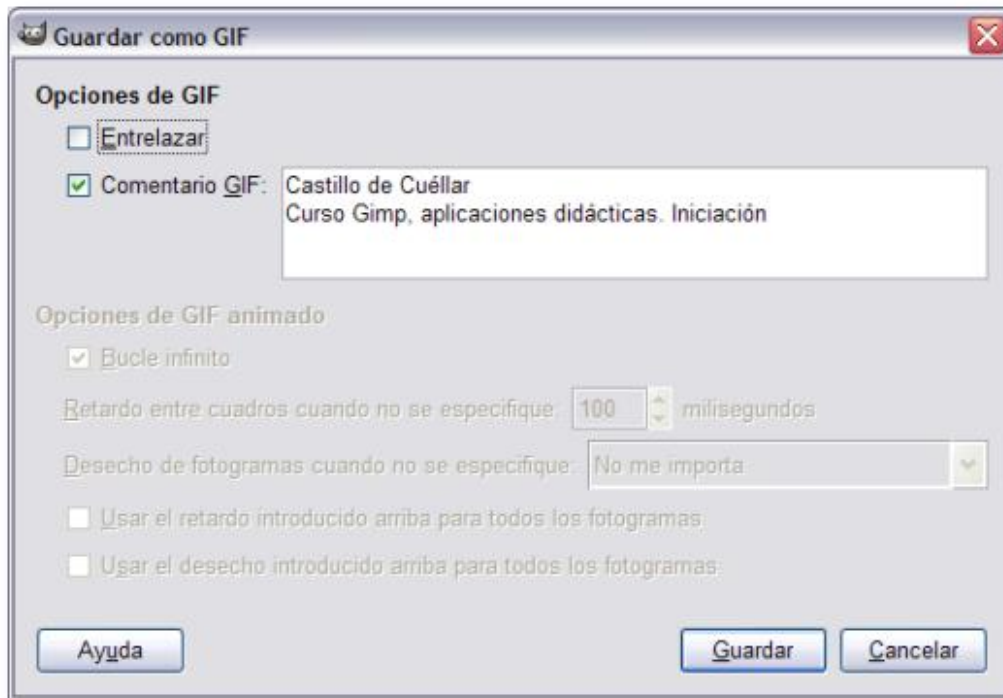 Guardar como GIF
Opciones de GIF
Entrelazar
Comentario GIF: Castillo de Cuéllar
Curso Gimp, aplicaciones didácticas. Iniciación
Opciones de GIF animado
Bucle infinito
Retardo entre cuadros cuando no se especifique: 100 milisegundos
Desecho de fotogramas cuando no se especifique: No me importa
Usar el retardo introducido arriba para todos los fotogramas
Usar el desecho introducido arriba para todos los fotogramas
Ayuda Guardar Cancelar